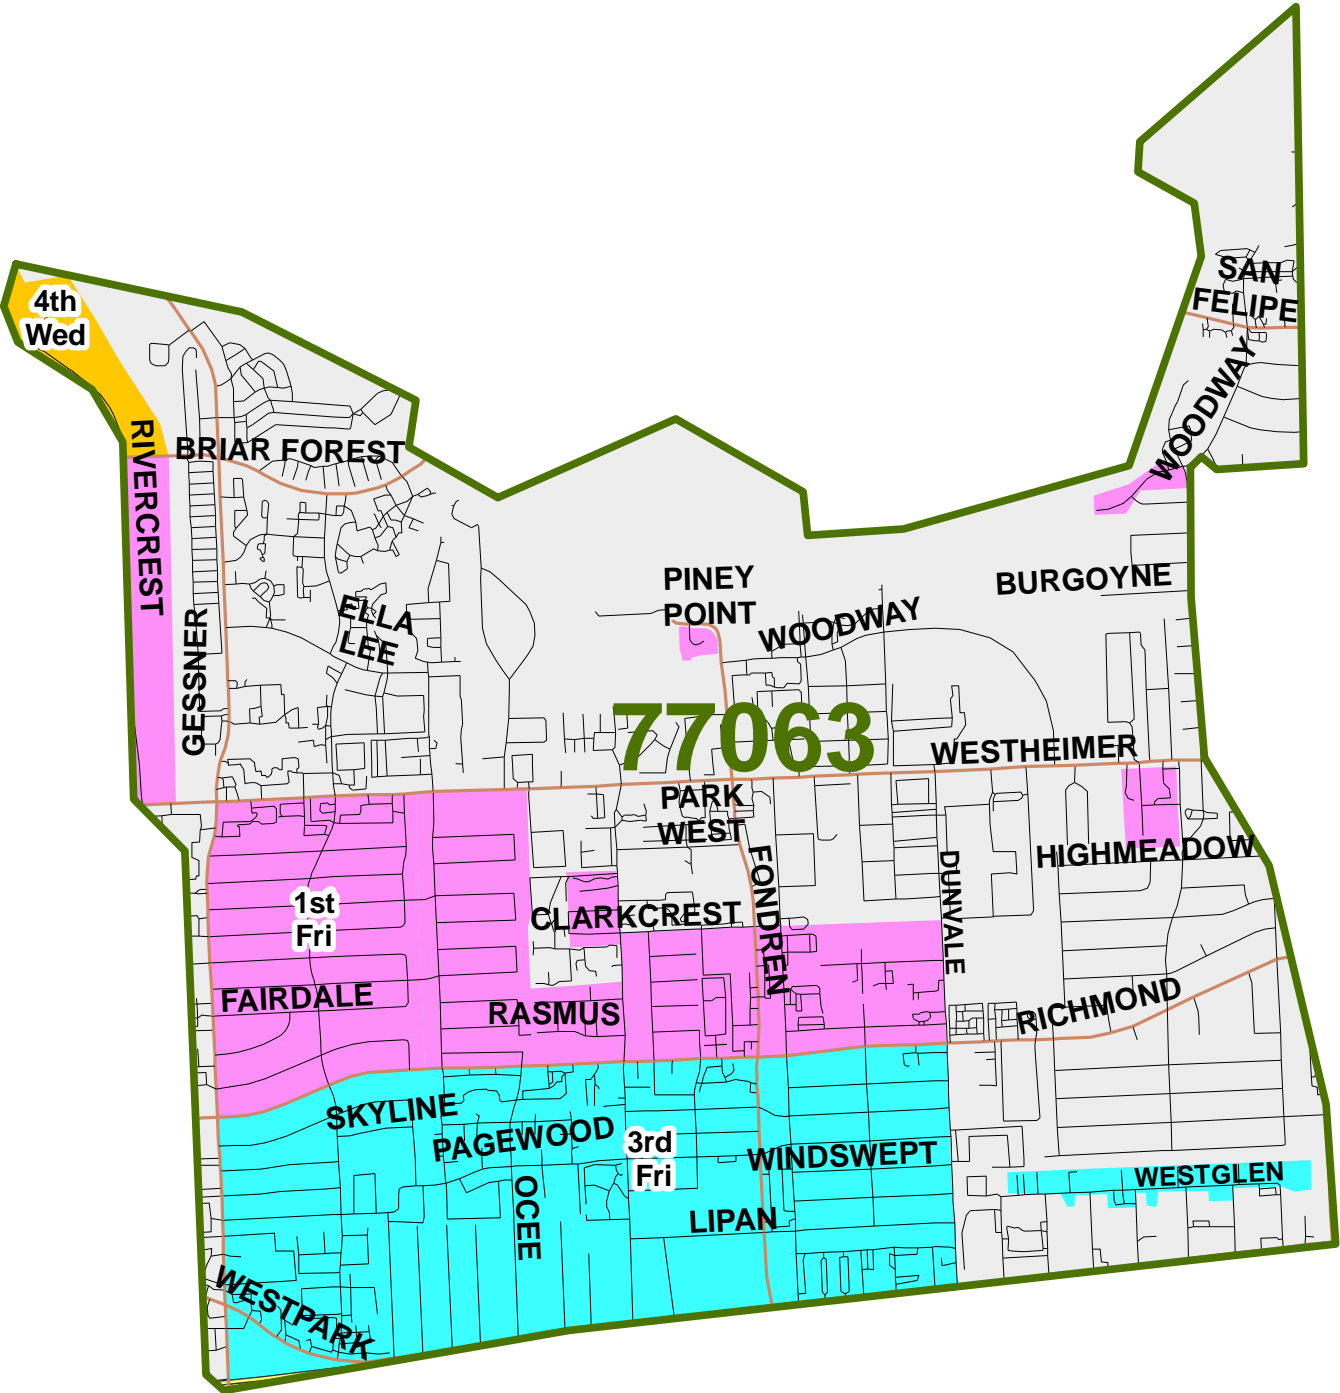 SAN
FELIPE
4th
Wed
WOODWAY
RIVERCREST
BRIAR FOREST
PINEY
POINT
BURGOYNE
ELLA
LEE
WOODWAY
GESSNER
77063
WESTHEIMER
PARK
WEST
HIGHMEADOW
FONDREN
DUNVALE
1st
Fri
CLARKCREST
FAIRDALE
RASMUS
RICHMOND
SKYLINE
PAGEWOOD
3rd
Fri
WINDSWEPT
WESTGLEN
OCEE
LIPAN
WESTPARK